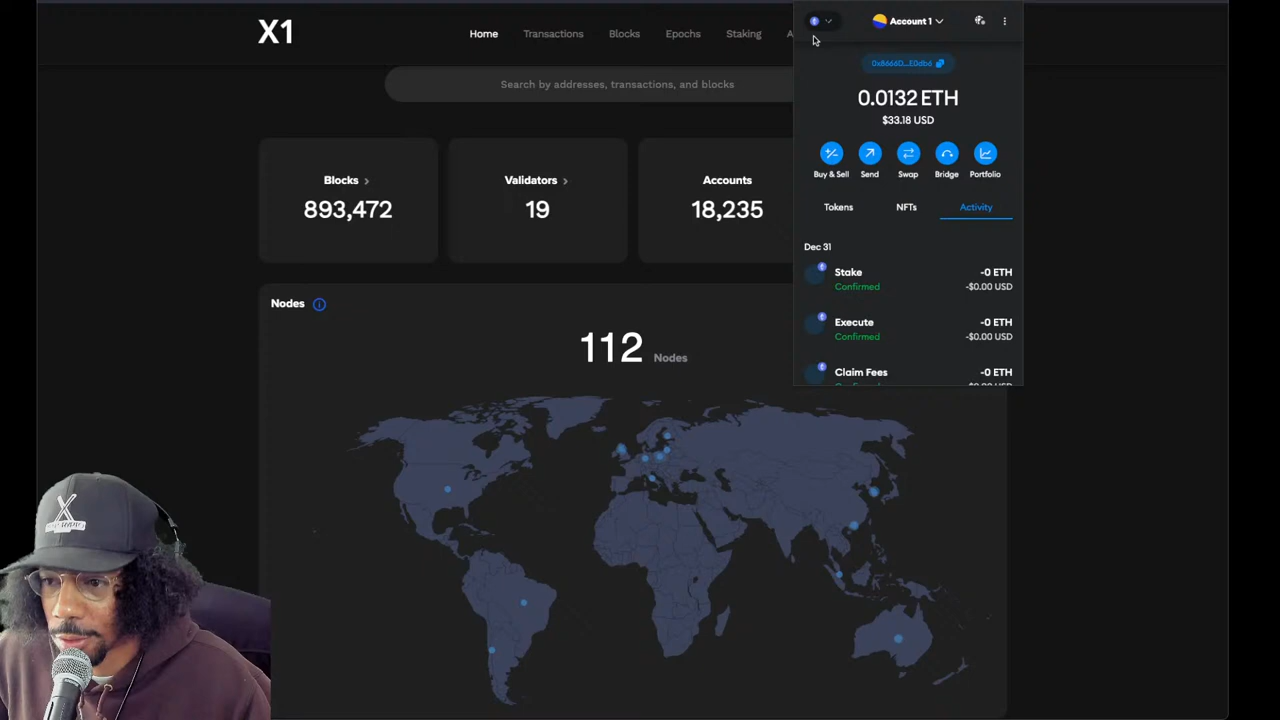 X1
Home
Transactions
Blocks
Epochs
Staking
A
Search by addresses, transactions, and blocks
Blocks
893,472
Validators
19
Accounts
18,235
Nodes
112 Nodes
Account 1
0x8666D...E0db6
0.0132 ETH
$33.18 USD
Buy & Sell
Send
Swap
Bridge
Portfolio
Tokens
NFTs
Activity
Dec 31
Stake
-0 ETH
Confirmed
-$0.00 USD
Execute
-0 ETH
Confirmed
-$0.00 USD
Claim Fees
-0 ETH